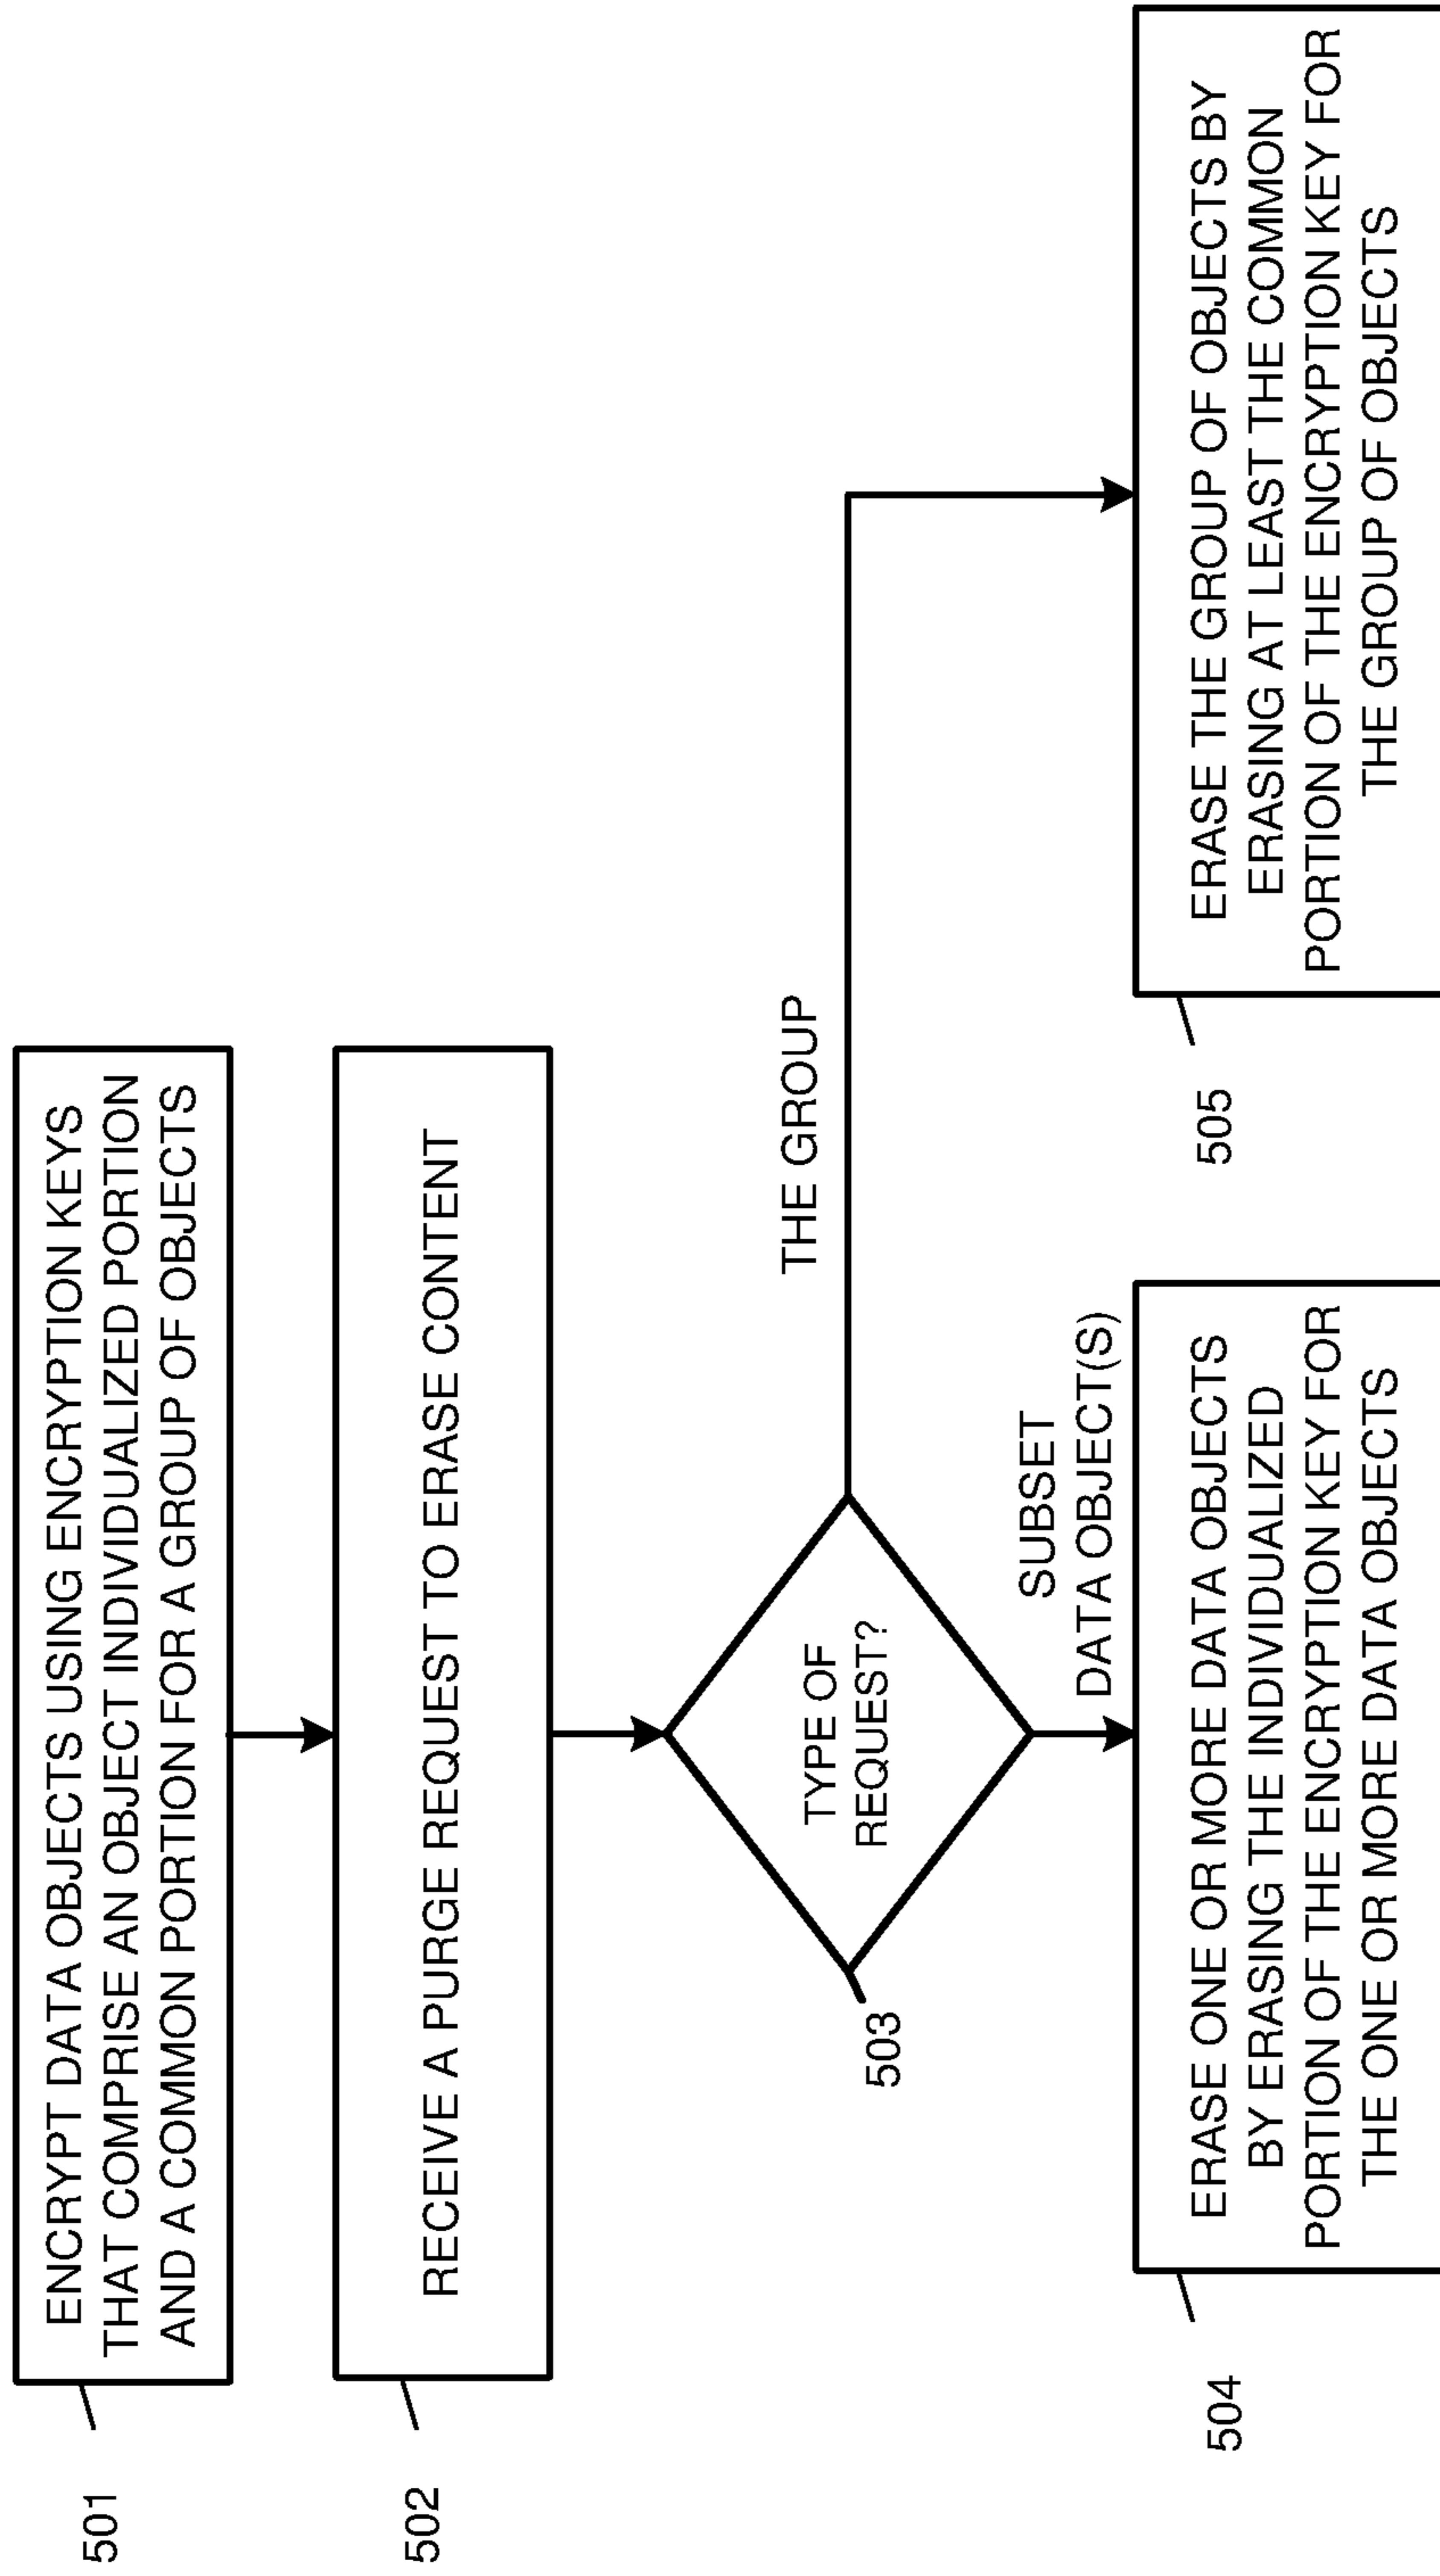 501
ENCRYPT DATA OBJECTS USING ENCRYPTION KEYS
THAT COMPRISE AN OBJECT INDIVIDUALIZED PORTION
AND A COMMON PORTION FOR A GROUP OF OBJECTS
502
RECEIVE A PURGE REQUEST TO ERASE CONTENT
503
TYPE OF
REQUEST?
THE GROUP
SUBSET
DATA OBJECT(S)
504
ERASE ONE OR MORE DATA OBJECTS
BY ERASING THE INDIVIDUALIZED
PORTION OF THE ENCRYPTION KEY FOR
THE ONE OR MORE DATA OBJECTS
505
ERASE THE GROUP OF OBJECTS BY
ERASING AT LEAST THE COMMON
PORTION OF THE ENCRYPTION KEY FOR
THE GROUP OF OBJECTS